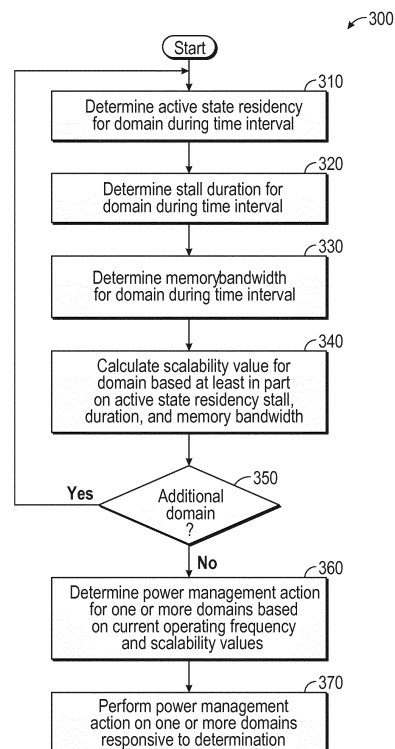 300
Start
310
Determine active state residency
for domain during time interval
320
Determine stall duration for
domain during time interval
330
Determine memorybandwidth
for domain during time interval
340
Calculate scalability value for
domain based at least in part
on active state residency stall,
duration, and memory bandwidth
350
Yes
Additional
domain
?
No
360
Determine power management action
for one or more domains based
on current operating frequency
and scalability values
370
Perform power management
action on one or more domains
responsive to determination